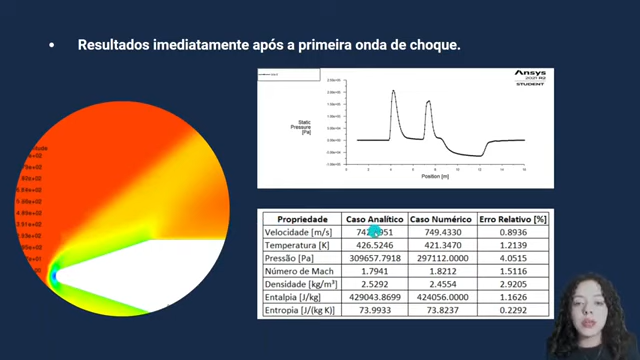 • Resultados imediatamente após a primeira onda de choque.
Ansys
2021 R2
STUDENT
Static
Pressure
[Pa]
Position [m]
Propriedade Caso Analítico Caso Numérico Erro Relativo [%]
Velocidade [m/s] 749.4330 0.8936
Temperatura [K] 426.5246 421.3470 1.2139
Pressão [Pa] 309657.7918 297112.0000 4.0515
Número de Mach 1.7941 1.8212 1.5116
Densidade [kg/m³] 2.5292 2.4554 2.9205
Entalpia [J/kg] 429043.8699 424056.0000 1.1626
Entropia [J/(kg K)] 73.9933 73.8237 0.2292